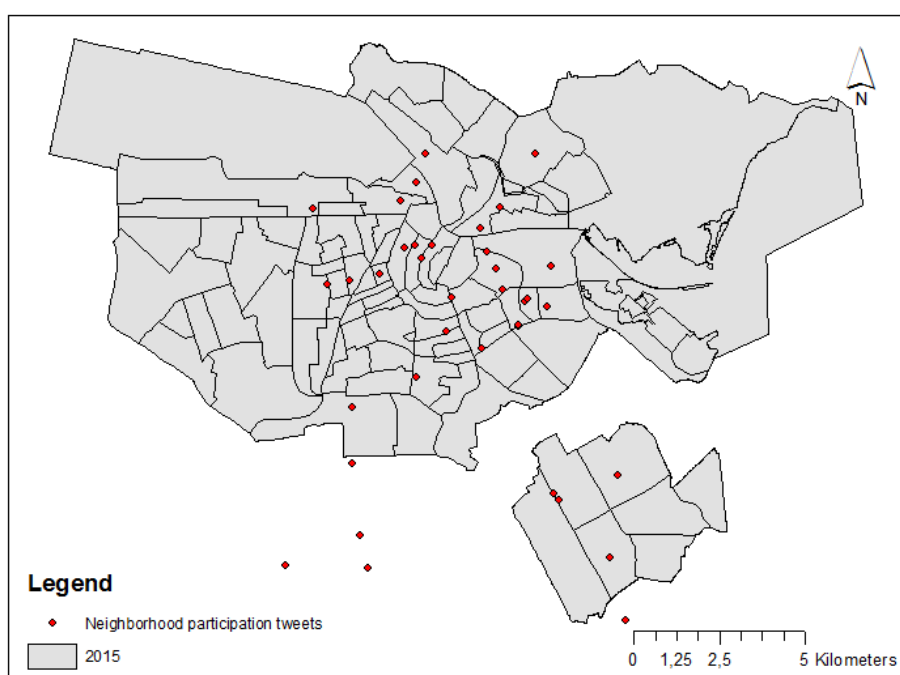 N
Legend
Neighborhood participation tweets
2015
0 1,25 2,5 5 Kilometers